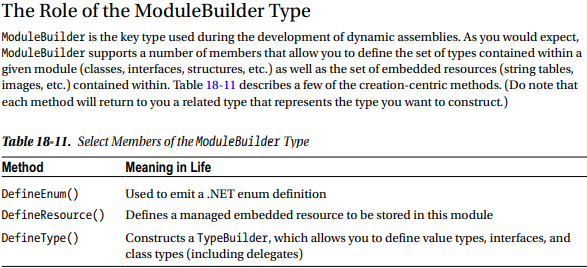 The Role of the ModuleBuilder Type
ModuleBuilder is the key type used during the development of dynamic assemblies. As you would expect,
ModuleBuilder supports a number of members that allow you to define the set of types contained within a
given module (classes, interfaces, structures, etc.) as well as the set of embedded resources (string tables,
images, etc.) contained within. Table 18-11 describes a few of the creation-centric methods. (Do note that
each method will return to you a related type that represents the type you want to construct.)
Table 18-11. Select Members of the ModuleBuilder Type
Method Meaning in Life
DefineEnum() Used to emit a .NET enum definition
DefineResource() Defines a managed embedded resource to be stored in this module
DefineType() Constructs a TypeBuilder, which allows you to define value types, interfaces, and
class types (including delegates)